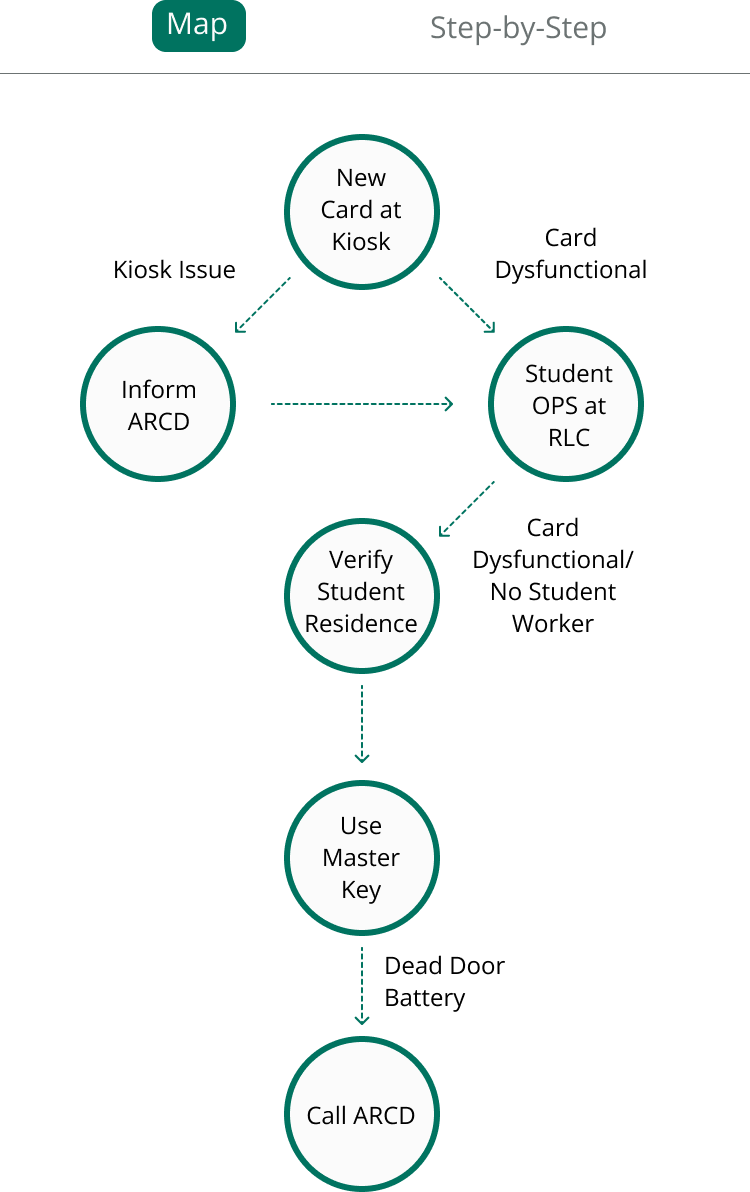 Map
Step-by-Step
New
Card at
Kiosk
Kiosk Issue
Card
Dysfunctional
Inform
ARCD
Student
OPS at
RLC
Card
Dysfunctional/
No Student
Worker
Verify
Student
Residence
Use
Master
Key
Dead Door
Battery
Call ARCD